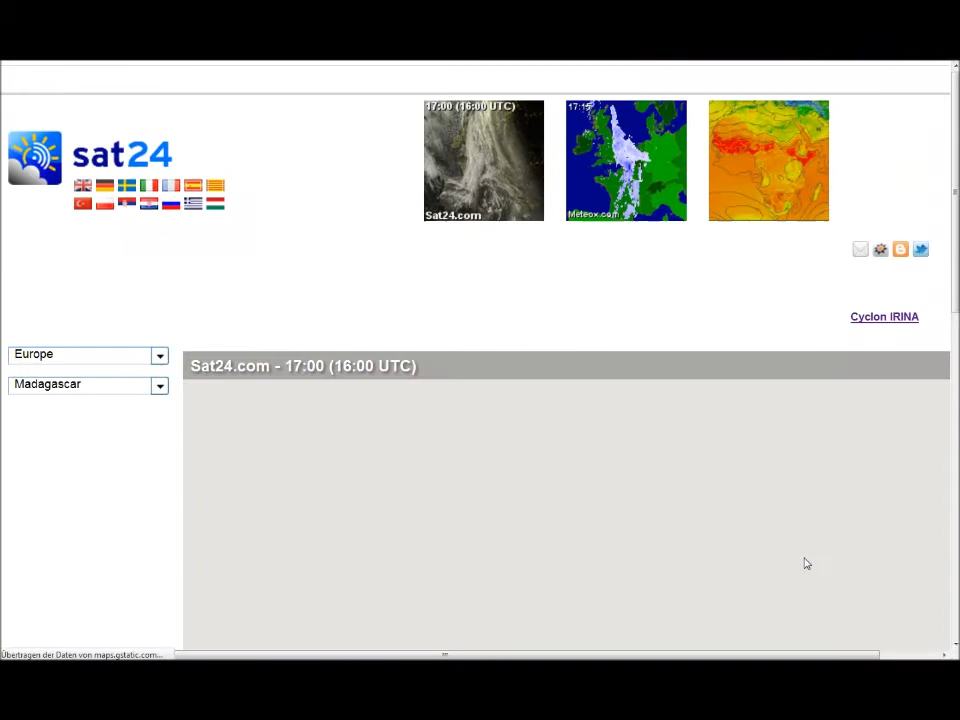 17:00 (16:00 UTC)
Sat24.com
17:15
Meteox.com
sat24
Cyclon IRINA
Europe
Madagascar
Sat24.com - 17:00 (16:00 UTC)
Übertragen der Daten von maps.gstatic.com...